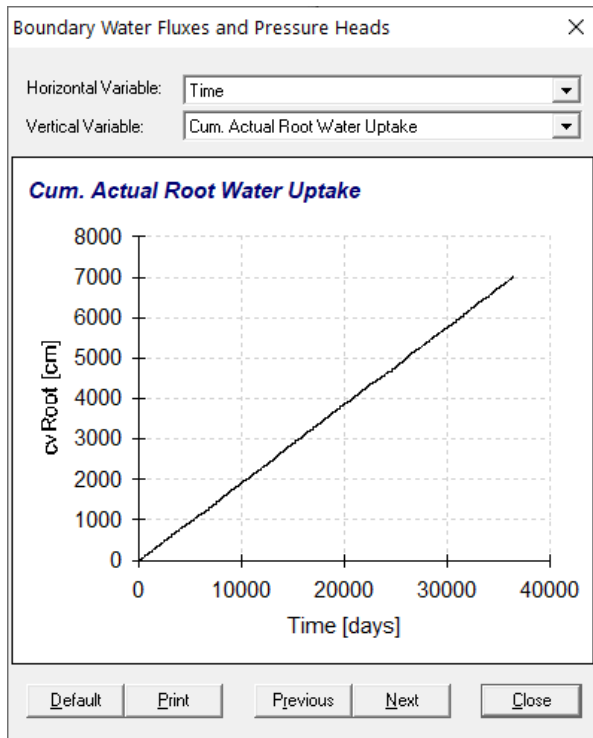 Boundary Water Fluxes and Pressure Heads
Horizontal Variable: Time
Vertical Variable: Cum. Actual Root Water Uptake
Cum. Actual Root Water Uptake
8000
7000
6000
5000
4000
3000
2000
1000
0
cvRoot [cm]
0 10000 20000 30000 40000
Time [days]
Default Print Previous Next Close